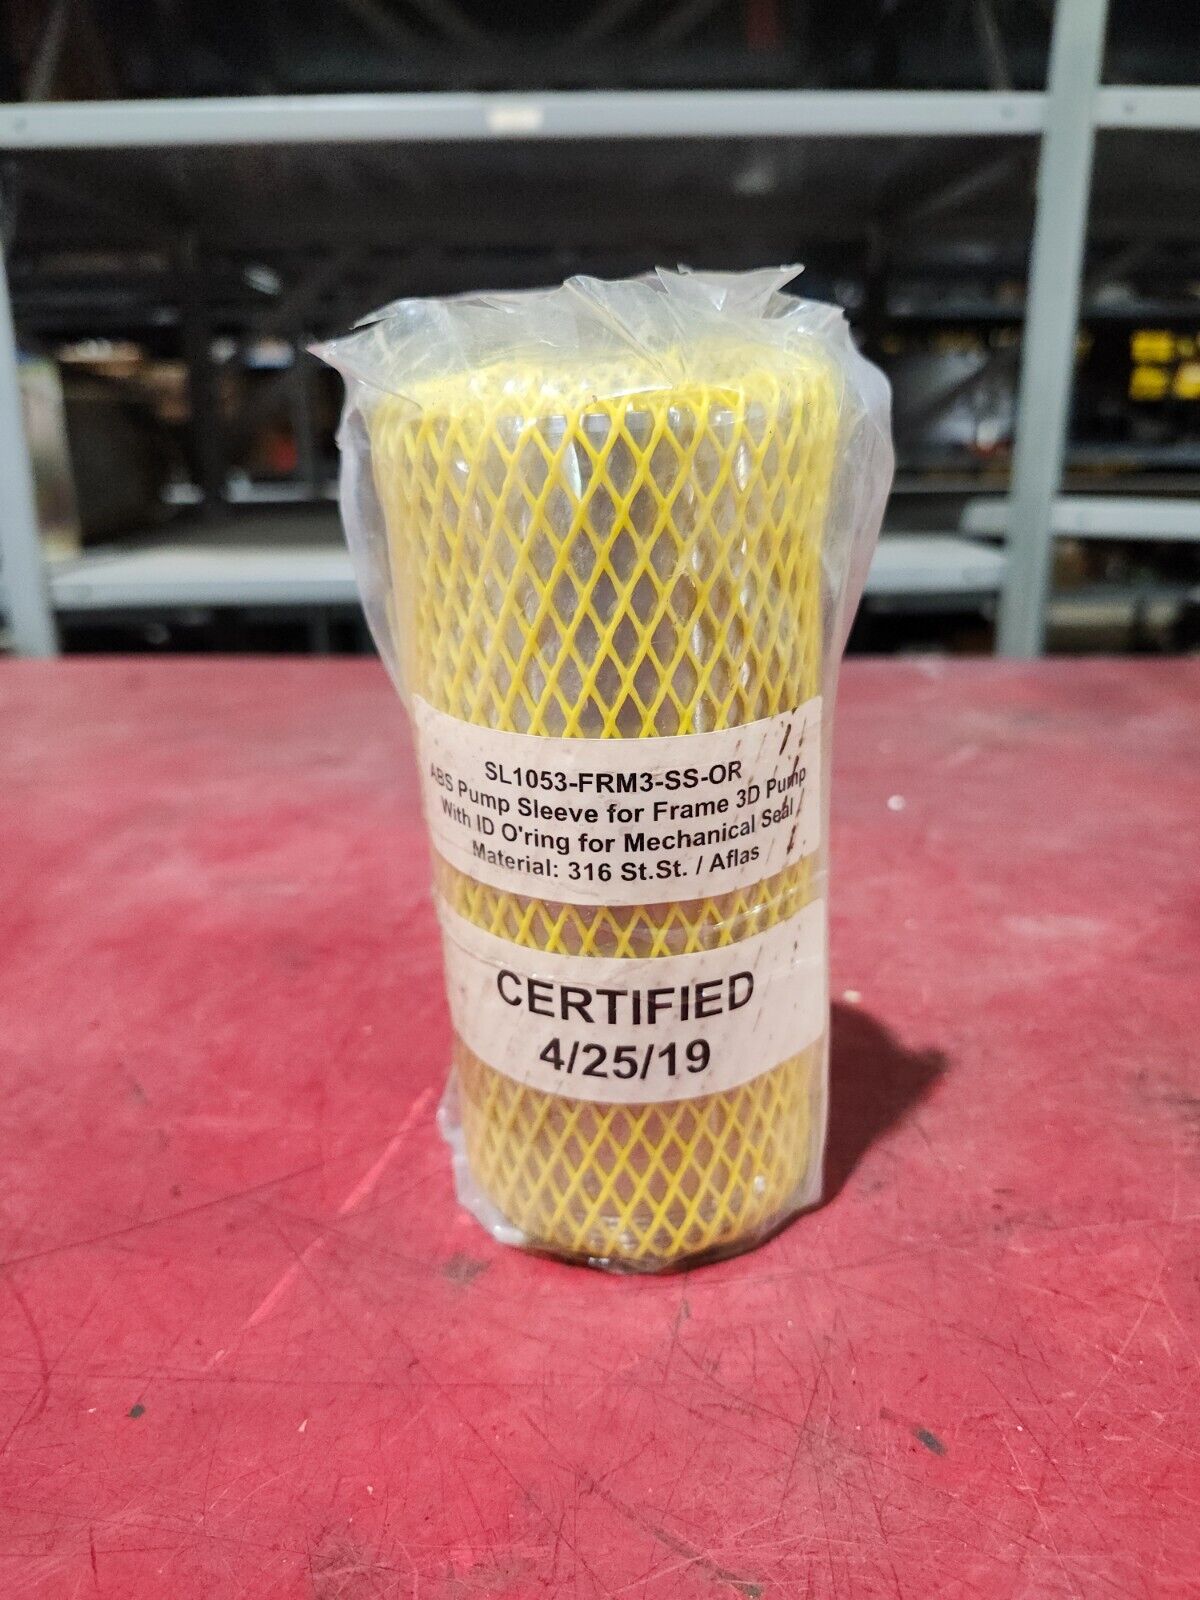 SL1053-FRM3-SS-OR
ABS Pump Sleeve for Frame 3D Pump
With ID O'ring for Mechanical Seal
Material: 316 St.St. / Aflas
CERTIFIED
4/25/19